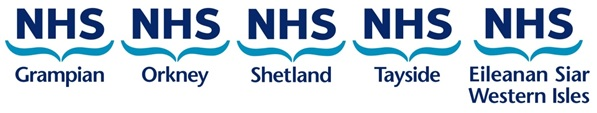 NHS NHS NHS NHS NHS
Grampian Orkney Shetland Tayside Eileanan Siar
Western Isles